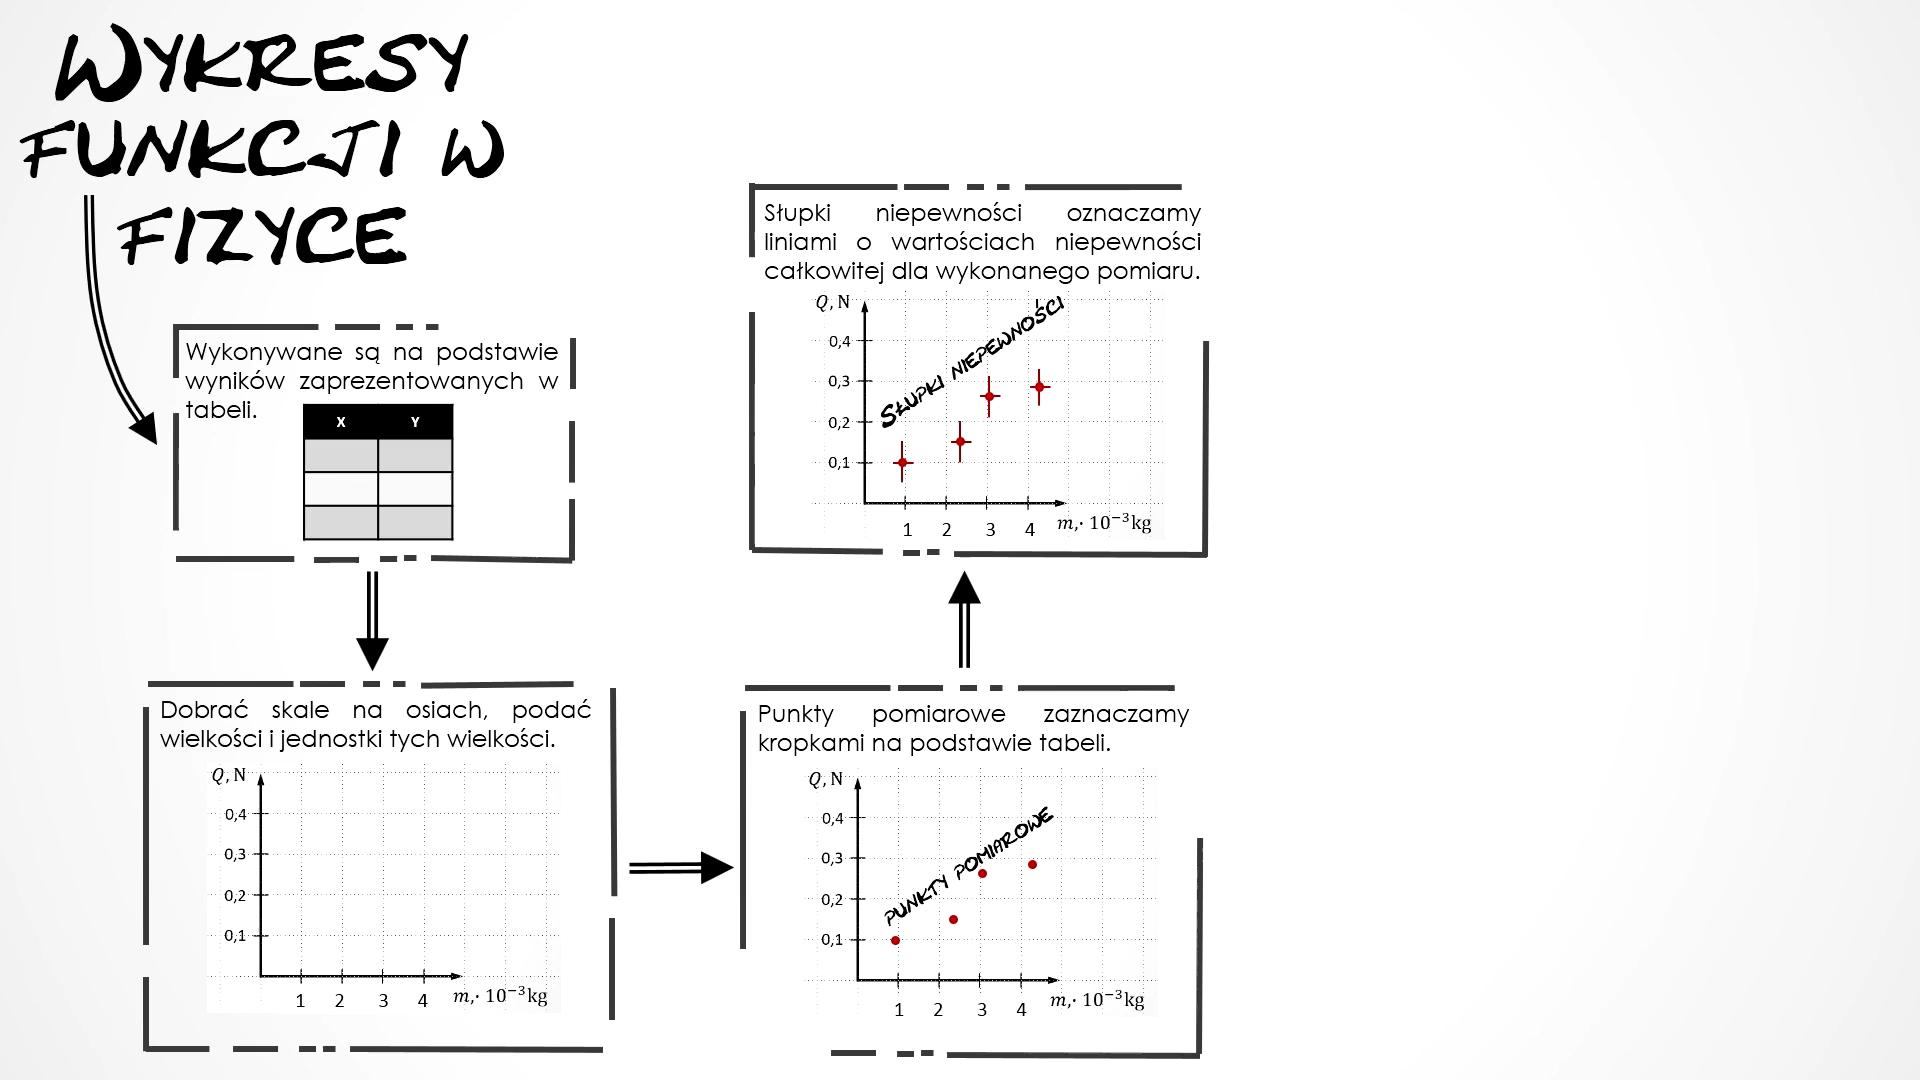 WYKRESY
FUNKCJI W
FIZYCE
Wykonywane są na podstawie
wyników zaprezentowanych w
tabeli.
X Y
Dobrać skale na osiach, podać
wielkości i jednostki tych wielkości.
Q, N
0,4
0,3
0,2
0,1
1 2 3 4 m,· 10⁻³kg
Punkty pomiarowe zaznaczamy
kropkami na podstawie tabeli.
Q, N
PUNKTY POMIAROWE
0,4
0,3
0,2
0,1
1 2 3 4 m,· 10⁻³kg
Słupki niepewności oznaczamy
liniami o wartościach niepewności
całkowitej dla wykonanego pomiaru.
Q, N
SŁUPKI NIEPEWNOŚCI
0,4
0,3
0,2
0,1
1 2 3 4 m,· 10⁻³kg